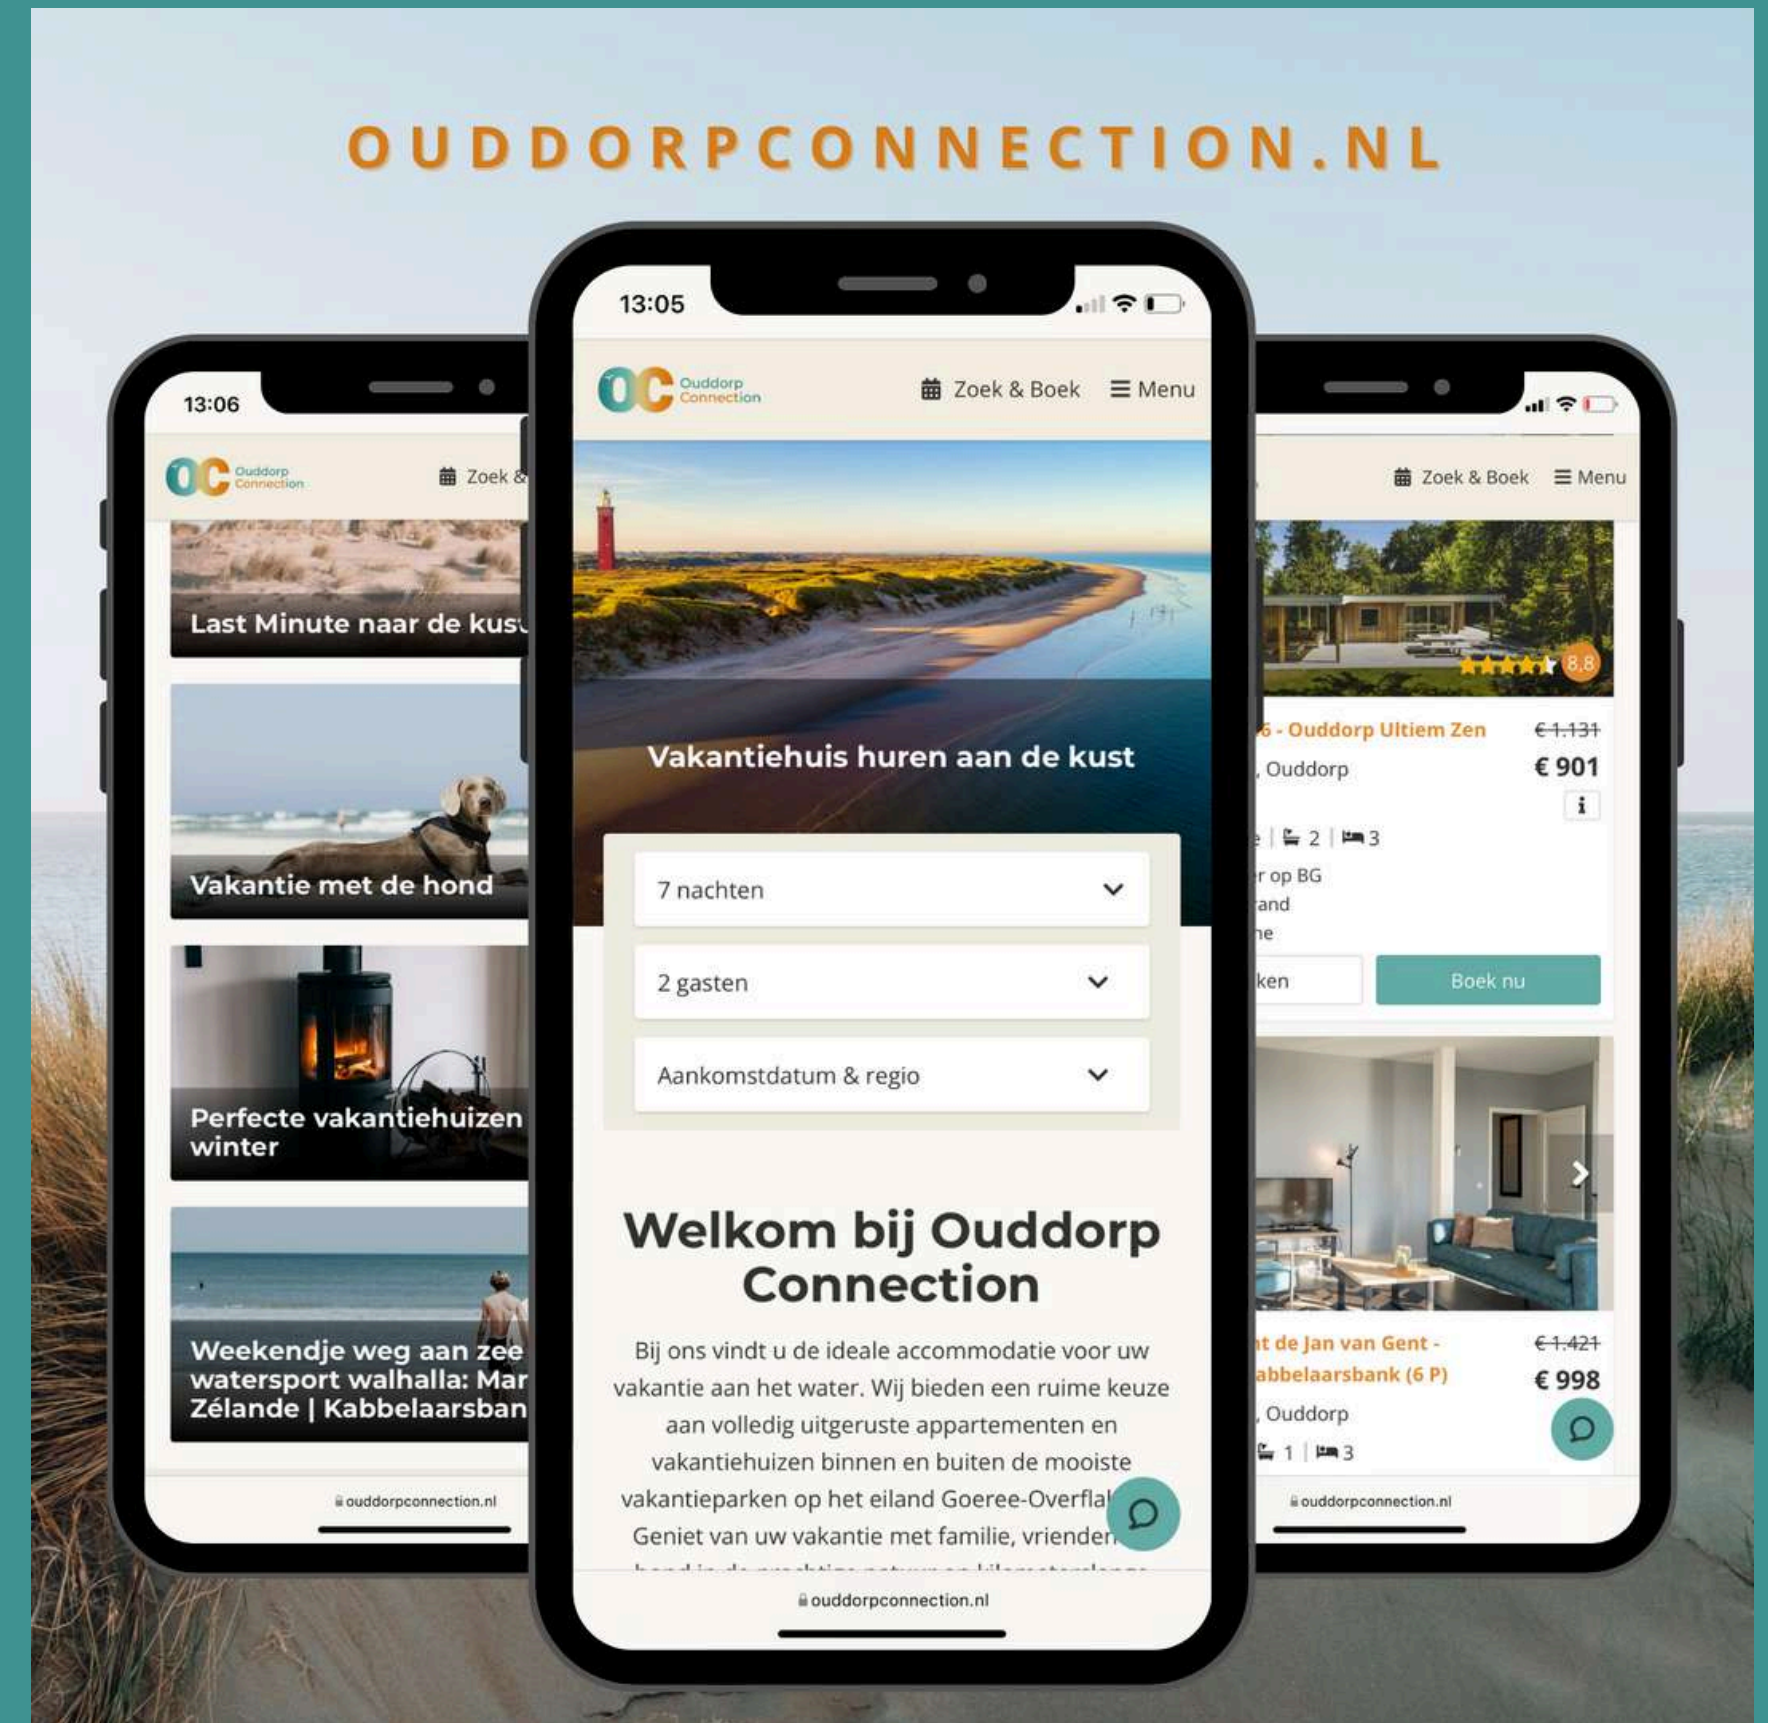 OUDDORPCONNECTION.NL
13:06
Ouddorp
Connection
Zoek &
Last Minute naar de kust
Vakantie met de hond
Perfecte vakantiehuizen
winter
Weekendje weg aan zee
watersport walhalla: Mar
Zélande | Kabbelaarsban
ouddorpconnection.nl
13:05
OC Ouddorp
Connection
Zoek & Boek
Menu
Vakantiehuis huren aan de kust
7 nachten
2 gasten
Aankomstdatum & regio
Welkom bij Ouddorp
Connection
Bij ons vindt u de ideale accommodatie voor uw
vakantie aan het water. Wij bieden een ruime keuze
aan volledig uitgeruste appartementen en
vakantiehuizen binnen en buiten de mooiste
vakantieparken op het eiland Goeree-Overfla
Geniet van uw vakantie met familie, vrienden
ouddorpconnection.nl
Zoek & Boek
Menu
8,8
6 - Ouddorp Ultiem Zen
€ 1.131
, Ouddorp
€ 901
i
2 | 3
r op BG
and
ne
ken
Boek nu
nt de Jan van Gent -
€ 1.421
abbelaarsbank (6 P)
€ 998
, Ouddorp
1 | 3
ouddorpconnection.nl